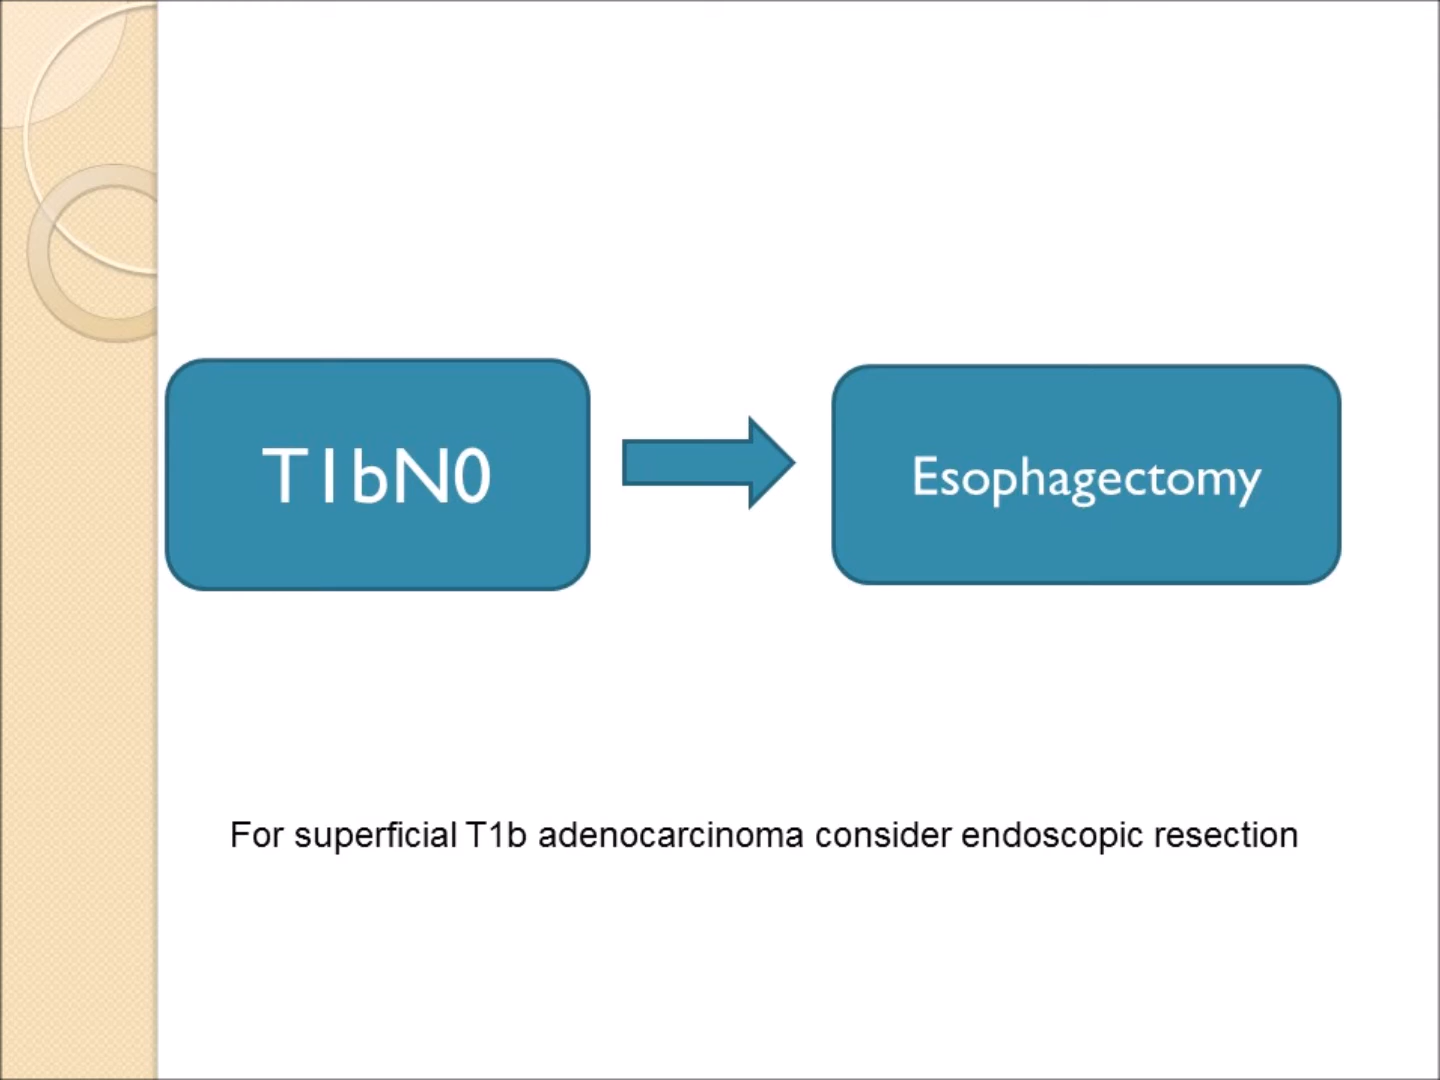 T1bN0
Esophagectomy
For superficial T1b adenocarcinoma consider endoscopic resection